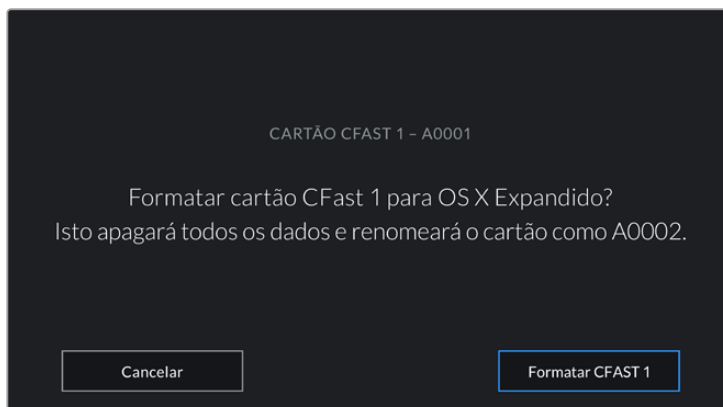 CARTÃO CFAST 1 – A0001
Formatar cartão CFast 1 para OS X Expandido?
Isto apagará todos os dados e renomeará o cartão como A0002.
Cancelar
Formatar CFAST 1